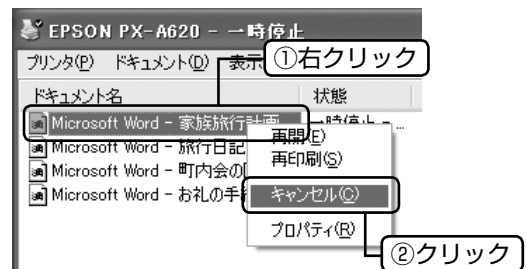 EPSON PX-A620 - 一時停止
プリンタ(P) ドキュメント(D) 表示
①右クリック
ドキュメント名 状態
Microsoft Word - 家族旅行計画 一時停止 - ...
Microsoft Word - 旅行日記
Microsoft Word - 町内会の
Microsoft Word - お礼の手
再開(E)
再印刷(S)
キャンセル(C)
プロパティ(R)
②クリック